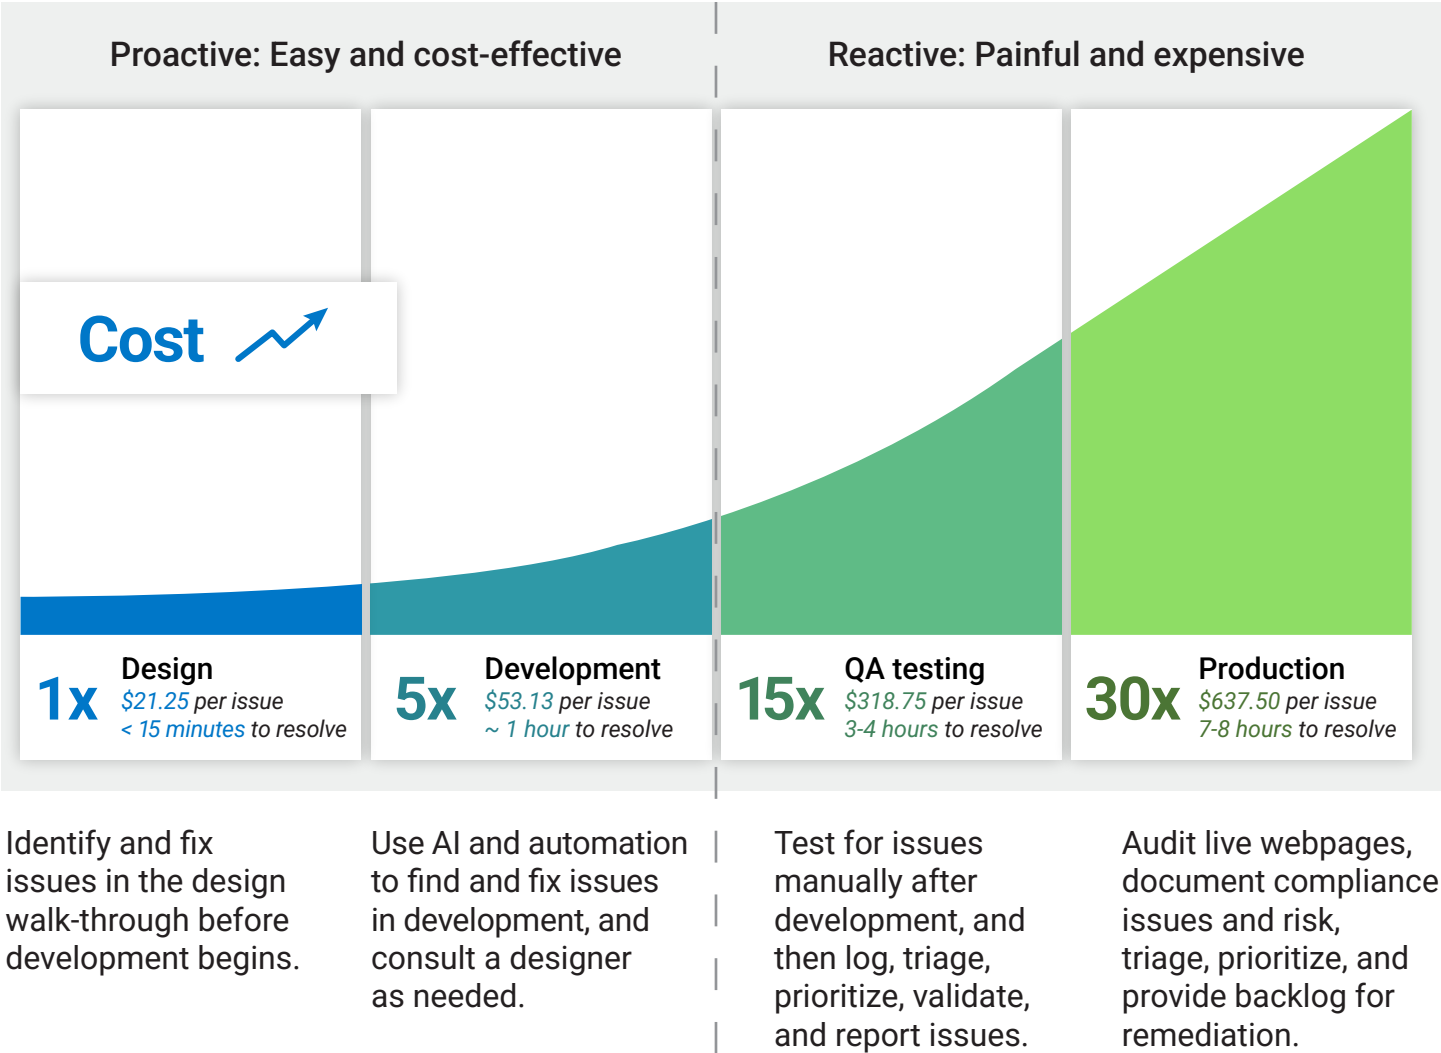 Proactive: Easy and cost-effective
Reactive: Painful and expensive
Cost
1x
Design
$21.25 per issue
< 15 minutes to resolve
5x
Development
$53.13 per issue
~ 1 hour to resolve
15x
QA testing
$318.75 per issue
3-4 hours to resolve
30x
Production
$637.50 per issue
7-8 hours to resolve
Identify and fix
issues in the design
walk-through before
development begins.
Use AI and automation
to find and fix issues
in development, and
consult a designer
as needed.
Test for issues
manually after
development, and
then log, triage,
prioritize, validate,
and report issues.
Audit live webpages,
document compliance
issues and risk,
triage, prioritize, and
provide backlog for
remediation.